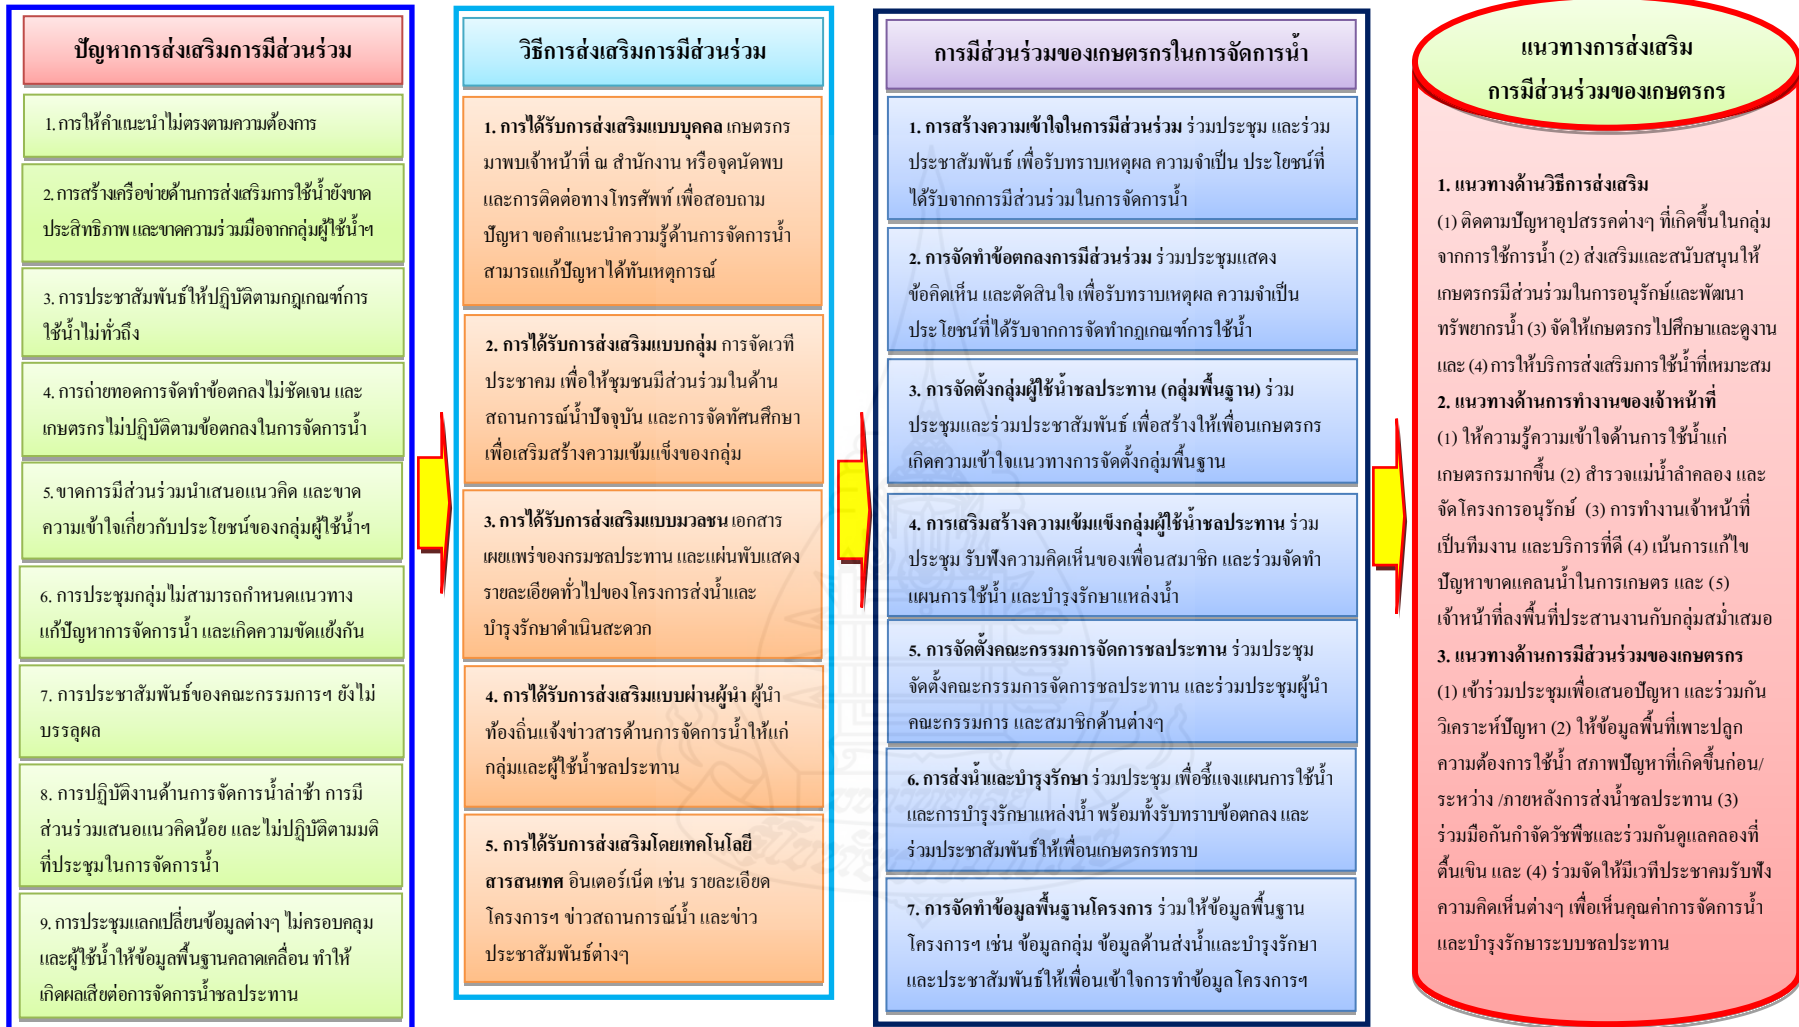 ปัญหาการส่งเสริมการมีส่วนร่วม
1. การให้คำแนะนำไม่ตรงตามความต้องการ
2. การสร้างเครือข่ายด้านการส่งเสริมการใช้น้ำยังขาด
ประสิทธิภาพ และขาดความร่วมมือจากกลุ่มผู้ใช้น้ำฯ
3. การประชาสัมพันธ์ให้ปฏิบัติตามกฎเกณฑ์การ
ใช้น้ำไม่ทั่วถึง
4. การถ่ายทอดการจัดทำข้อตกลงไม่ชัดเจน และ
เกษตรกรไม่ปฏิบัติตามข้อตกลงในการจัดการน้ำ
5. ขาดการมีส่วนร่วมนำเสนอแนวคิด และขาด
ความเข้าใจเกี่ยวกับประโยชน์ของกลุ่มผู้ใช้น้ำฯ
6. การประชุมกลุ่มไม่สามารถกำหนดแนวทาง
แก้ปัญหาการจัดการน้ำ และเกิดความขัดแย้งกัน
7. การประชาสัมพันธ์ของคณะกรรมการฯ ยังไม่
บรรลุผล
8. การปฏิบัติงานด้านการจัดการน้ำล่าช้า การมี
ส่วนร่วมเสนอแนวคิดน้อย และไม่ปฏิบัติตามมติ
ที่ประชุมในการจัดการน้ำ
9. การประชุมแลกเปลี่ยนข้อมูลต่างๆ ไม่ครอบคลุม
และผู้ใช้น้ำให้ข้อมูลพื้นฐานคลาดเคลื่อน ทำให้
เกิดผลเสียต่อการจัดการน้ำชลประทาน
วิธีการส่งเสริมการมีส่วนร่วม
1. การได้รับการส่งเสริมแบบบุคคล เกษตรกร
มาพบเจ้าหน้าที่ ณ สำนักงาน หรือจุดนัดพบ
และการติดต่อทางโทรศัพท์ เพื่อสอบถาม
ปัญหา ขอคำแนะนำความรู้ด้านการจัดการน้ำ
สามารถแก้ปัญหาได้ทันเหตุการณ์
2. การได้รับการส่งเสริมแบบกลุ่ม การจัดเวที
ประชาคม เพื่อให้ชุมชนมีส่วนร่วมในด้าน
สถานการณ์น้ำปัจจุบัน และการจัดทัศนศึกษา
เพื่อเสริมสร้างความเข้มแข็งของกลุ่ม
3. การได้รับการส่งเสริมแบบมวลชน เอกสาร
เผยแพร่ของกรมชลประทาน และแผ่นพับแสดง
รายละเอียดทั่วไปของโครงการส่งน้ำและ
บำรุงรักษาดำเนินสะดวก
4. การได้รับการส่งเสริมแบบผ่านผู้นำ ผู้นำ
ท้องถิ่นแจ้งข่าวสารด้านการจัดการน้ำให้แก่
กลุ่มและผู้ใช้น้ำชลประทาน
5. การได้รับการส่งเสริมโดยเทคโนโลยี
สารสนเทศ อินเตอร์เน็ต เช่น รายละเอียด
โครงการฯ ข่าวสถานการณ์น้ำ และข่าว
ประชาสัมพันธ์ต่างๆ
การมีส่วนร่วมของเกษตรกรในการจัดการน้ำ
1. การสร้างความเข้าใจในการมีส่วนร่วม ร่วมประชุม และร่วม
ประชาสัมพันธ์ เพื่อรับทราบเหตุผล ความจำเป็น ประโยชน์ที่
ได้รับจากการมีส่วนร่วมในการจัดการน้ำ
2. การจัดทำข้อตกลงการมีส่วนร่วม ร่วมประชุมแสดง
ข้อคิดเห็น และตัดสินใจ เพื่อรับทราบเหตุผล ความจำเป็น
ประโยชน์ที่ได้รับจากการจัดทำกฎเกณฑ์การใช้น้ำ
3. การจัดตั้งกลุ่มผู้ใช้น้ำชลประทาน (กลุ่มพื้นฐาน) ร่วม
ประชุมและร่วมประชาสัมพันธ์ เพื่อสร้างให้เพื่อนเกษตรกร
เกิดความเข้าใจแนวทางการจัดตั้งกลุ่มพื้นฐาน
4. การเสริมสร้างความเข้มแข็งกลุ่มผู้ใช้น้ำชลประทาน ร่วม
ประชุม รับฟังความคิดเห็นของเพื่อนสมาชิก และร่วมจัดทำ
แผนการใช้น้ำ และบำรุงรักษาแหล่งน้ำ
5. การจัดตั้งคณะกรรมการจัดการชลประทาน ร่วมประชุม
จัดตั้งคณะกรรมการจัดการชลประทาน และร่วมประชุมผู้นำ
คณะกรรมการ และสมาชิกด้านต่างๆ
6. การส่งน้ำและบำรุงรักษา ร่วมประชุม เพื่อชี้แจงแผนการใช้น้ำ
และการบำรุงรักษาแหล่งน้ำ พร้อมทั้งรับทราบข้อตกลง และ
ร่วมประชาสัมพันธ์ให้เพื่อนเกษตรกรทราบ
7. การจัดทำข้อมูลพื้นฐานโครงการ ร่วมให้ข้อมูลพื้นฐาน
โครงการฯ เช่น ข้อมูลกลุ่ม ข้อมูลด้านส่งน้ำและบำรุงรักษา
และประชาสัมพันธ์ให้เพื่อนเข้าใจการทำข้อมูลโครงการฯ
แนวทางการส่งเสริม
การมีส่วนร่วมของเกษตรกร
1. แนวทางด้านวิธีการส่งเสริม
(1) ติดตามปัญหาอุปสรรคต่างๆ ที่เกิดขึ้นในกลุ่ม
จากการใช้การน้ำ (2) ส่งเสริมและสนับสนุนให้
เกษตรกรมีส่วนร่วมในการอนุรักษ์และพัฒนา
ทรัพยากรน้ำ (3) จัดให้เกษตรกรไปศึกษาและดูงาน
และ (4) การให้บริการส่งเสริมการใช้น้ำที่เหมาะสม
2. แนวทางด้านการทำงานของเจ้าหน้าที่
(1) ให้ความรู้ความเข้าใจด้านการใช้น้ำแก่
เกษตรกรมากขึ้น (2) สำรวจแม่น้ำลำคลอง และ
จัดโครงการอนุรักษ์ (3) การทำงานเจ้าหน้าที่
เป็นทีมงาน และบริการที่ดี (4) เน้นการแก้ไข
ปัญหาขาดแคลนน้ำในการเกษตร และ (5)
เจ้าหน้าที่ลงพื้นที่ประสานงานกับกลุ่มสม่ำเสมอ
3. แนวทางด้านการมีส่วนร่วมของเกษตรกร
(1) เข้าร่วมประชุมเพื่อเสนอปัญหา และร่วมกัน
วิเคราะห์ปัญหา (2) ให้ข้อมูลพื้นที่เพาะปลูก
ความต้องการใช้น้ำ สภาพปัญหาที่เกิดขึ้นก่อน/
ระหว่าง /ภายหลังการส่งน้ำชลประทาน (3)
ร่วมมือกันกำจัดวัชพืชและร่วมกันดูแลคลองที่
ตื้นเขิน และ (4) ร่วมจัดให้มีเวทีประชาคมรับฟัง
ความคิดเห็นต่างๆ เพื่อเห็นคุณค่าการจัดการน้ำ
และบำรุงรักษาระบบชลประทาน